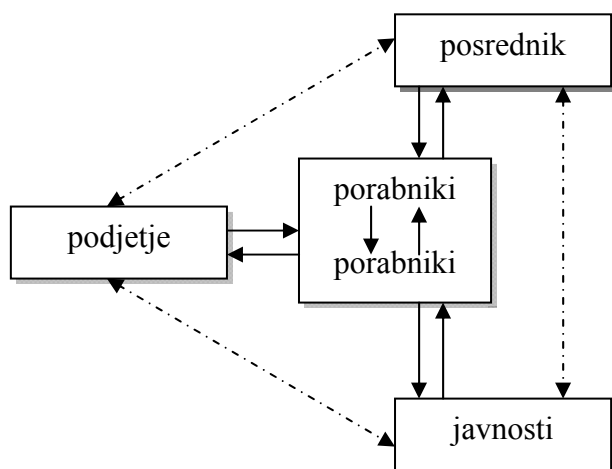 posrednik
porabniki
podjetje
porabniki
javnosti